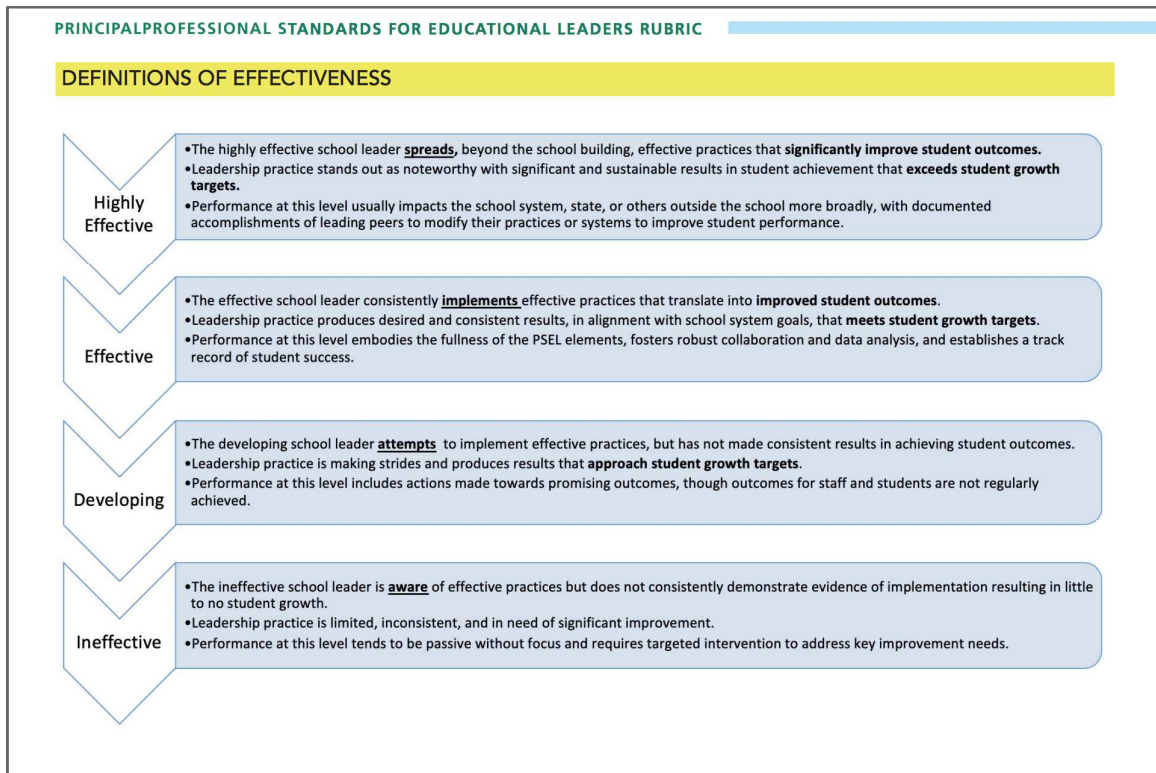 PRINCIPALPROFESSIONAL STANDARDS FOR EDUCATIONAL LEADERS RUBRIC
DEFINITIONS OF EFFECTIVENESS
Highly
Effective
•The highly effective school leader spreads, beyond the school building, effective practices that significantly improve student outcomes.
•Leadership practice stands out as noteworthy with significant and sustainable results in student achievement that exceeds student growth
targets.
•Performance at this level usually impacts the school system, state, or others outside the school more broadly, with documented
accomplishments of leading peers to modify their practices or systems to improve student performance.
Effective
•The effective school leader consistently implements effective practices that translate into improved student outcomes.
•Leadership practice produces desired and consistent results, in alignment with school system goals, that meets student growth targets.
•Performance at this level embodies the fullness of the PSEL elements, fosters robust collaboration and data analysis, and establishes a track
record of student success.
Developing
•The developing school leader attempts to implement effective practices, but has not made consistent results in achieving student outcomes.
•Leadership practice is making strides and produces results that approach student growth targets.
•Performance at this level includes actions made towards promising outcomes, though outcomes for staff and students are not regularly
achieved.
Ineffective
•The ineffective school leader is aware of effective practices but does not consistently demonstrate evidence of implementation resulting in little
to no student growth.
•Leadership practice is limited, inconsistent, and in need of significant improvement.
•Performance at this level tends to be passive without focus and requires targeted intervention to address key improvement needs.